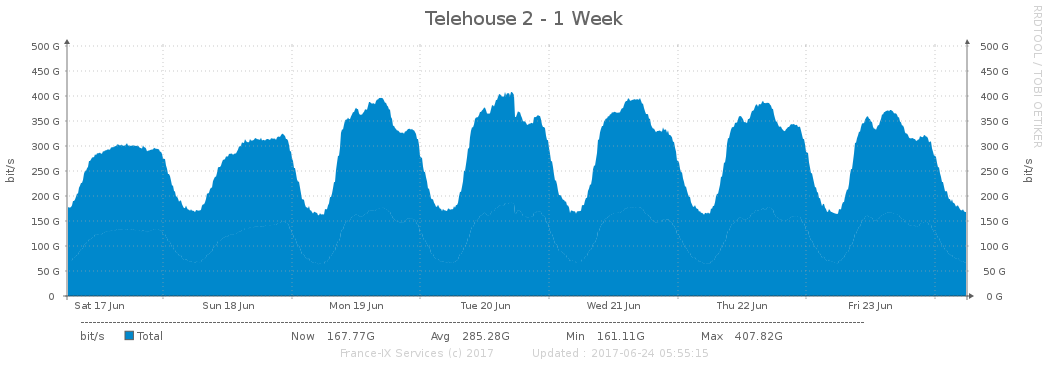 Telehouse 2 - 1 Week
RRDTOOL / TOBI OETIKER
500 G 500 G
450 G 450 G
400 G 400 G
350 G 350 G
300 G 300 G
250 G 250 G
200 G 200 G
150 G 150 G
100 G 100 G
50 G 50 G
0 0 G
bit/s
bit/s
Sat 17 Jun Sun 18 Jun Mon 19 Jun Tue 20 Jun Wed 21 Jun Thu 22 Jun Fri 23 Jun
bit/s Total Now 167.77G Avg 285.28G Min 161.11G Max 407.82G
France-IX Services (c) 2017 Updated : 2017-06-24 05:55:15